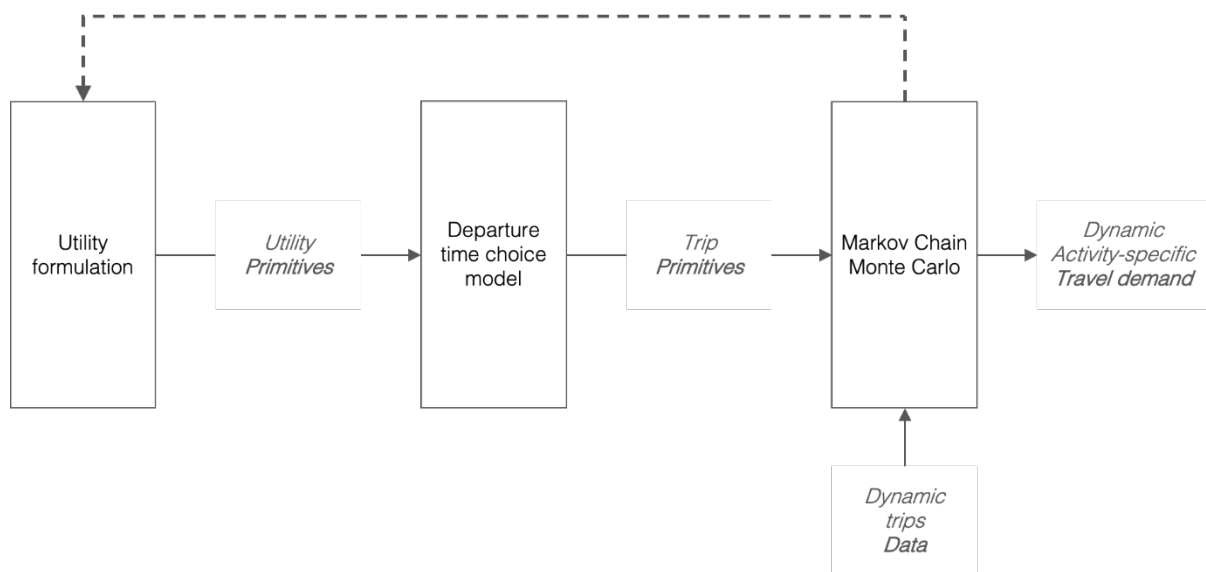 Utility
formulation
Utility
Primitives
Departure
time choice
model
Trip
Primitives
Markov Chain
Monte Carlo
Dynamic
Activity-specific
Travel demand
Dynamic
trips
Data